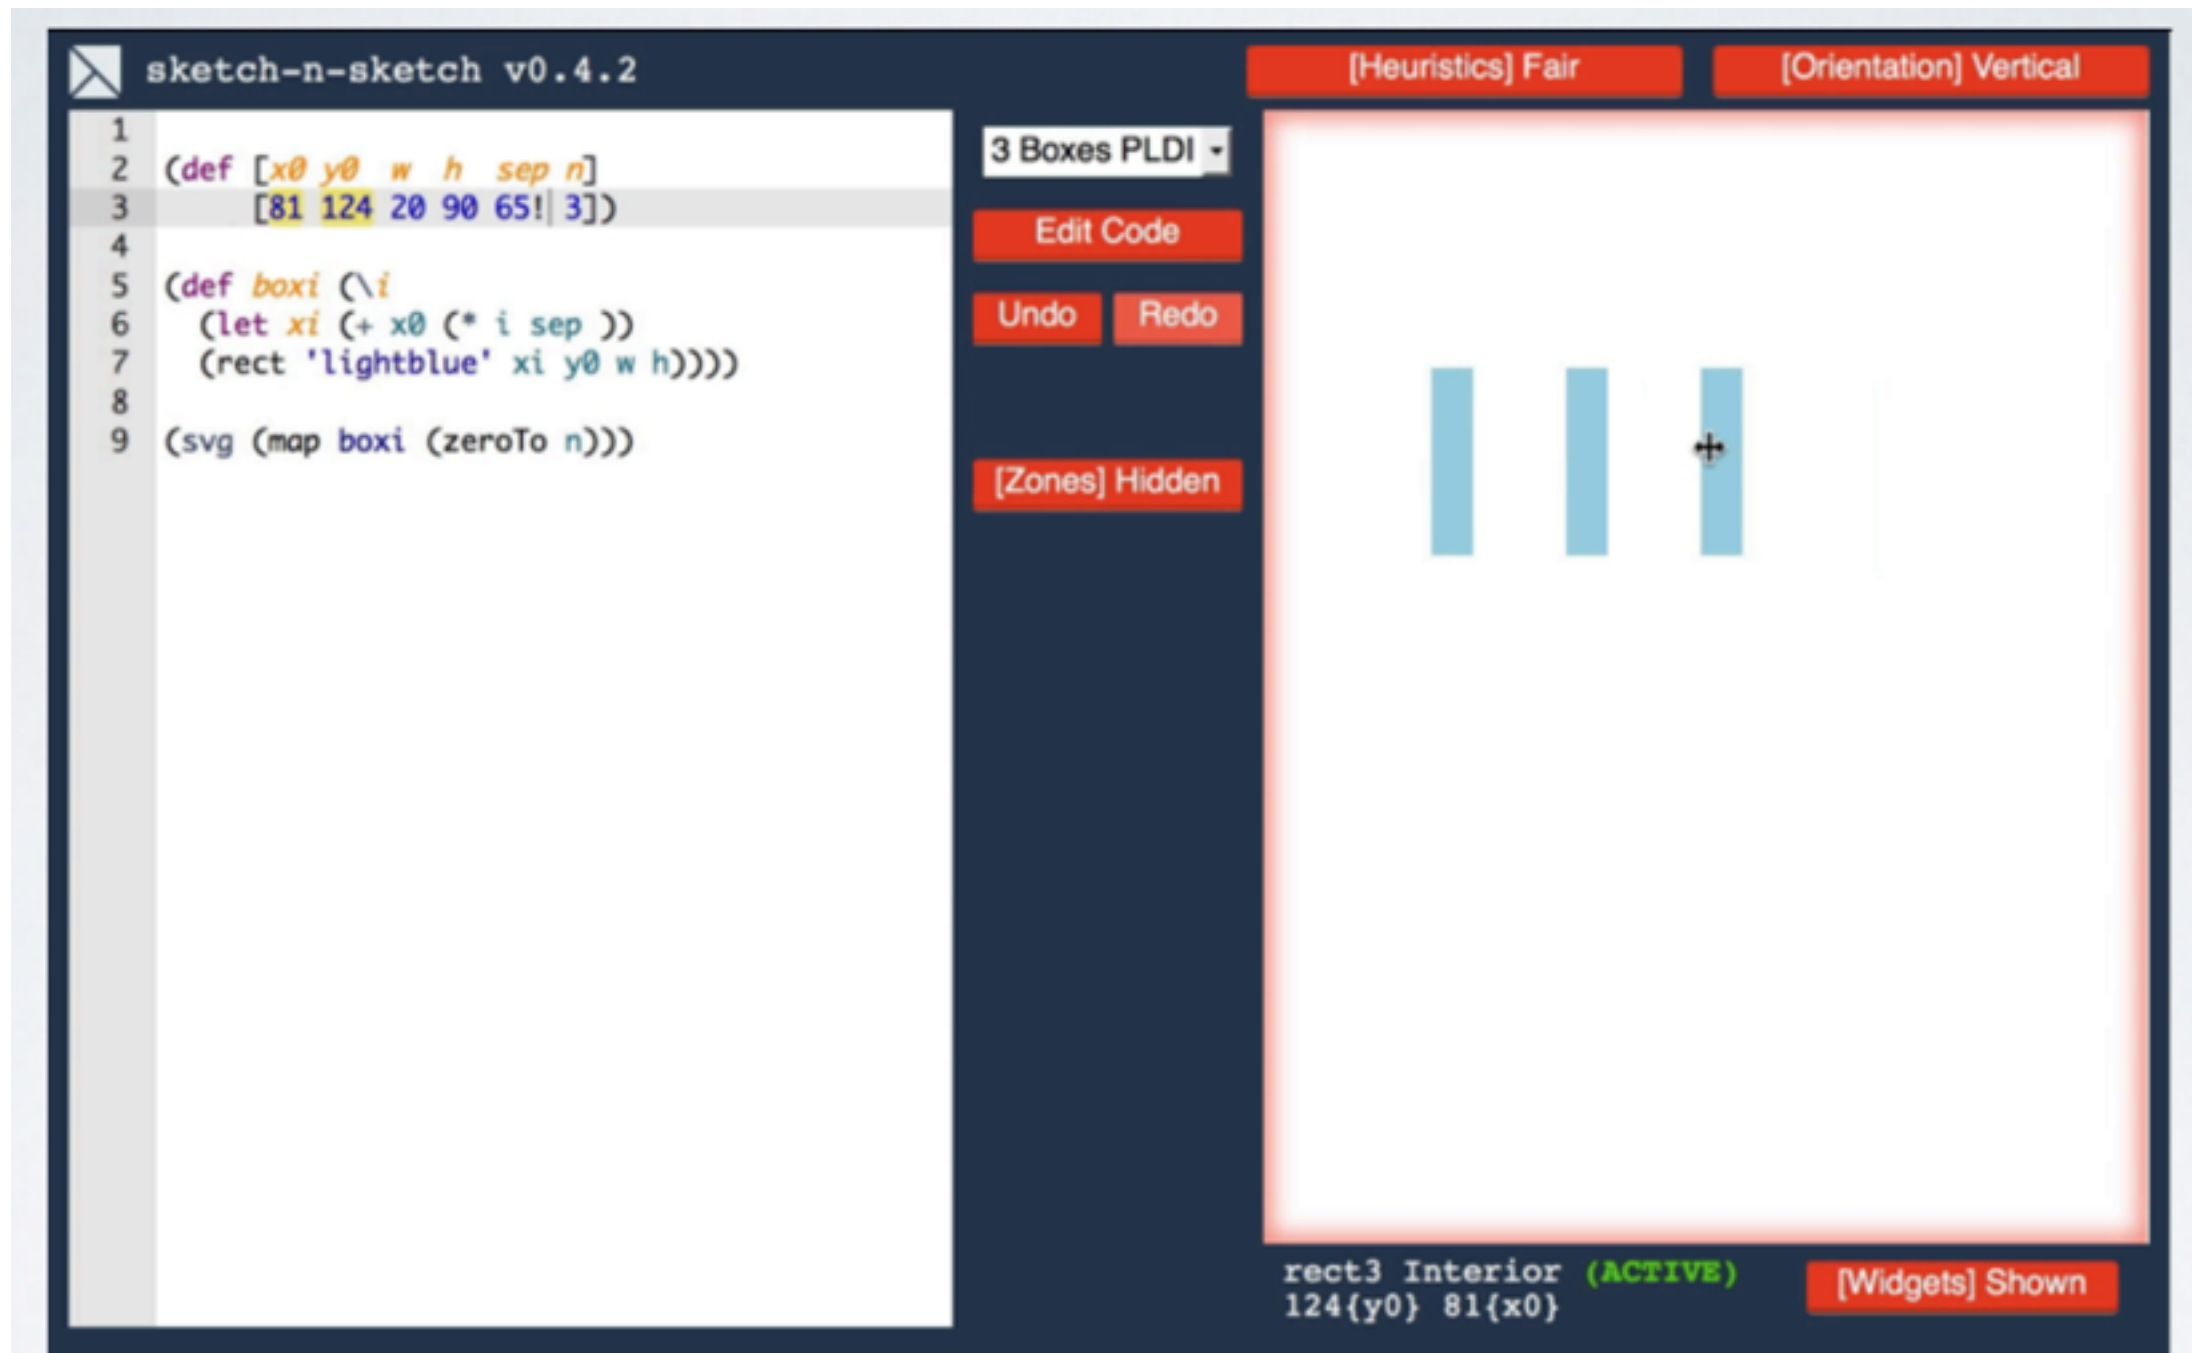 sketch-n-sketch v0.4.2
[Heuristics] Fair
[Orientation] Vertical
1
2 (def [x0 y0 w h sep n]
3 [81 124 20 90 65! 3])
4
5 (def boxi (\i
6 (let xi (+ x0 (* i sep ))
7 (rect 'lightblue' xi y0 w h))))
8
9 (svg (map boxi (zeroTo n)))
3 Boxes PLDI
Edit Code
Undo Redo
[Zones] Hidden
rect3 Interior (ACTIVE)
124{y0} 81{x0}
[Widgets] Shown